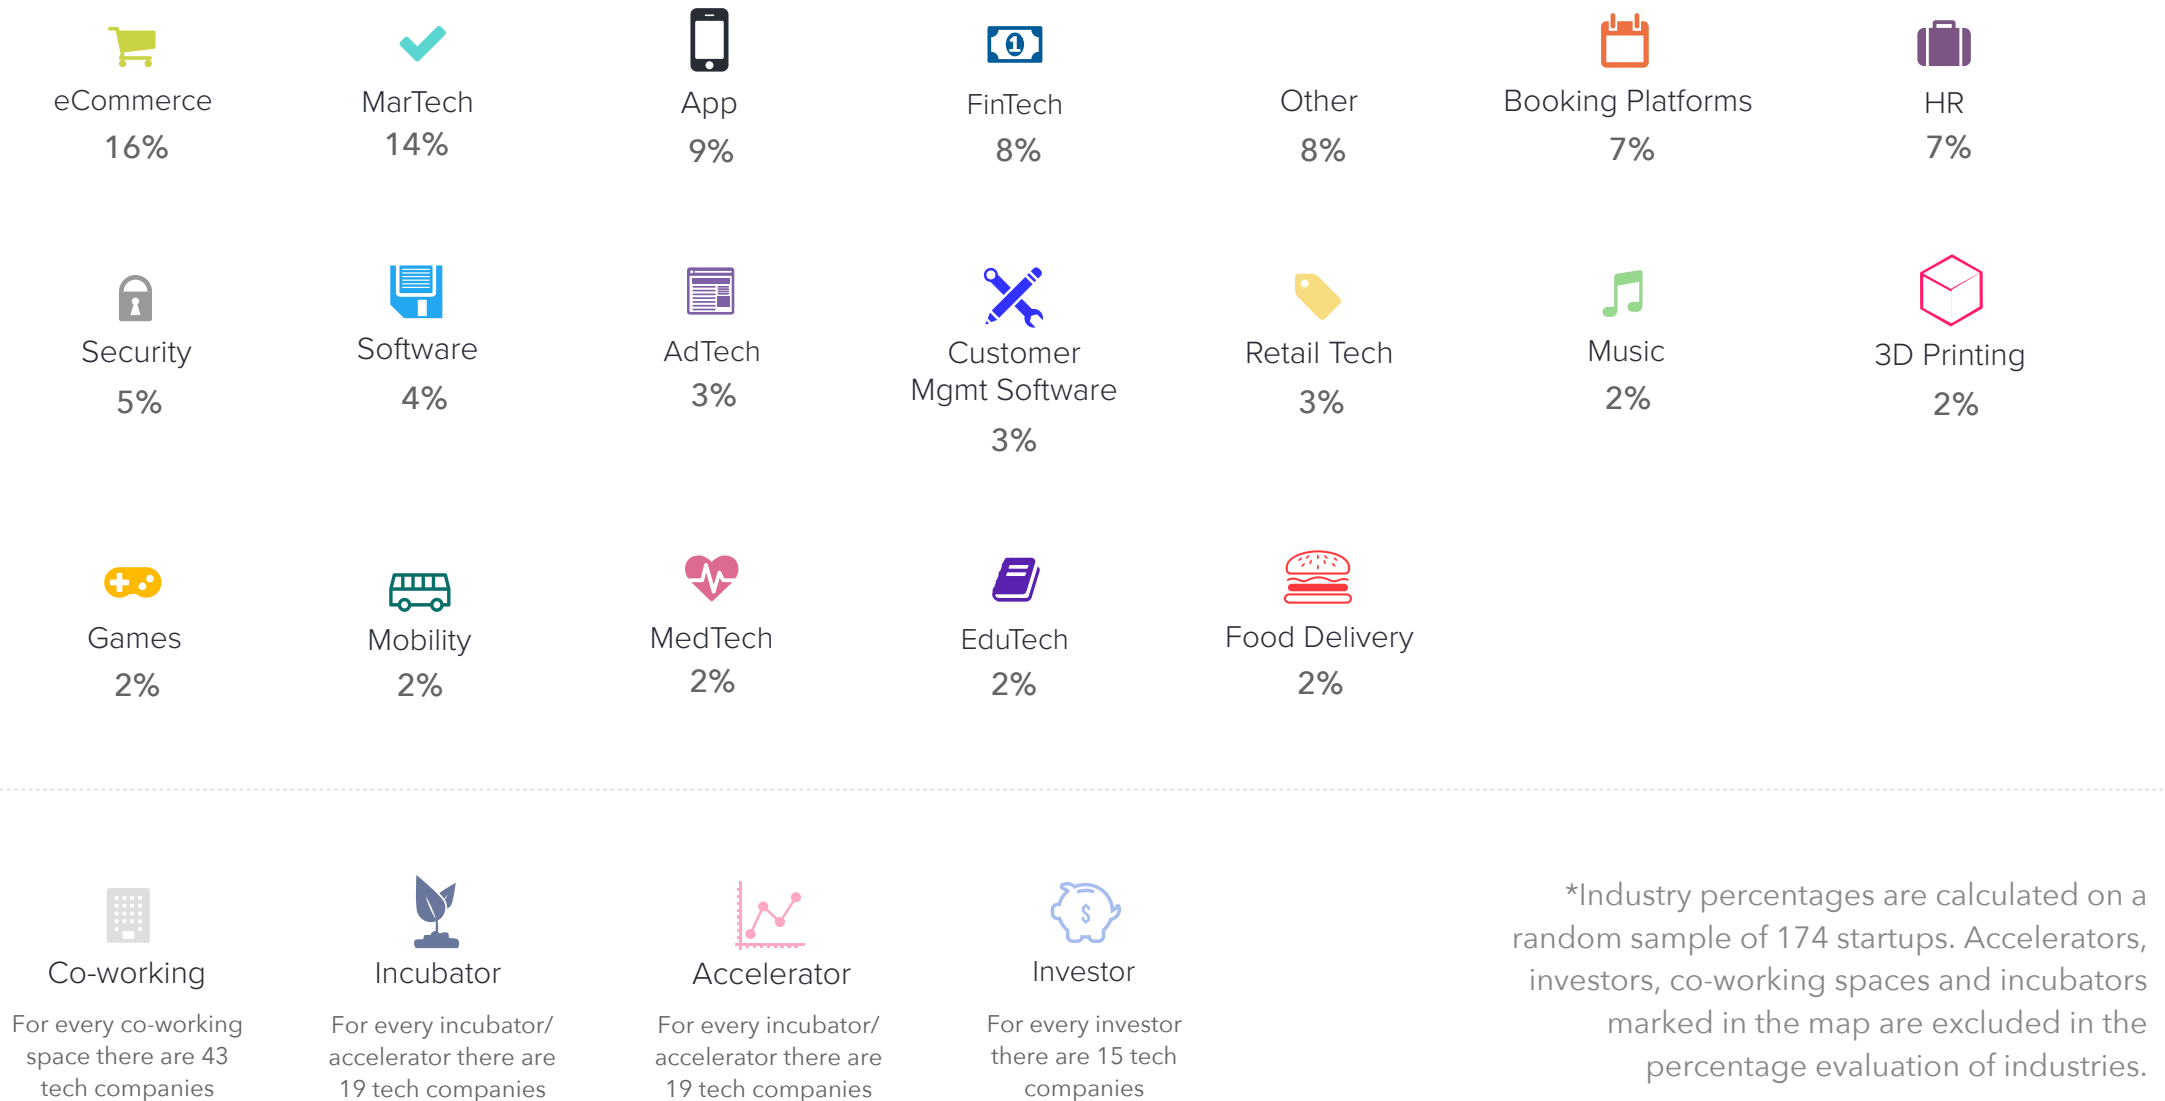 eCommerce
16%
MarTech
14%
App
9%
FinTech
8%
Other
8%
Booking Platforms
7%
HR
7%
Security
5%
Software
4%
AdTech
3%
Customer
Mgmt Software
3%
Retail Tech
3%
Music
2%
3D Printing
2%
Games
2%
Mobility
2%
MedTech
2%
EduTech
2%
Food Delivery
2%
Co-working
For every co-working
space there are 43
tech companies
Incubator
For every incubator/
accelerator there are
19 tech companies
Accelerator
For every incubator/
accelerator there are
19 tech companies
Investor
For every investor
there are 15 tech
companies
*Industry percentages are calculated on a
random sample of 174 startups. Accelerators,
investors, co-working spaces and incubators
marked in the map are excluded in the
percentage evaluation of industries.